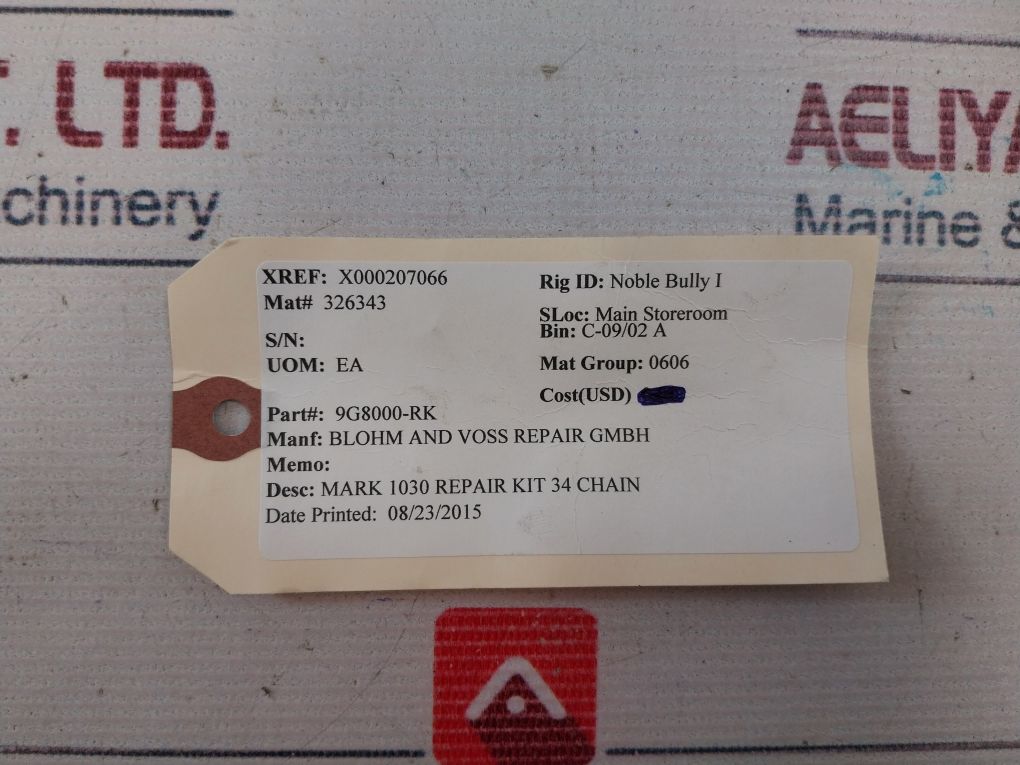 LTD.
AELIYA
chinery
Marine &
XREF: X000207066
Mat# 326343
S/N:
UOM: EA
Part#: 9G8000-RK
Manf: BLOHM AND VOSS REPAIR GMBH
Memo:
Desc: MARK 1030 REPAIR KIT 34 CHAIN
Date Printed: 08/23/2015
Rig ID: Noble Bully I
SLoc: Main Storeroom
Bin: C-09/02 A
Mat Group: 0606
Cost(USD)